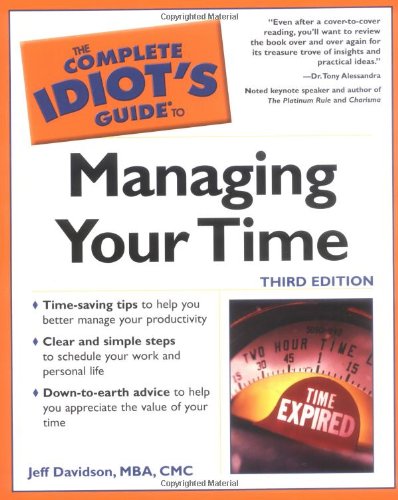 Copyrighted Material
THE
COMPLETE
IDIOT'S
GUIDE® TO
"Even after a cover-to-cover
reading, you'll want to review
the book over and over again for
its treasure trove of insights and
practical ideas."
—Dr. Tony Alessandra
Noted keynote speaker and author of
The Platinum Rule and Charisma
Managing
Your Time
THIRD EDITION
Time-saving tips to help you
better manage your productivity
Clear and simple steps
to schedule your work and
personal life
Down-to-earth advice to help
you appreciate the value of your
time
TWO HOUR TIME L
30 45 1 15 30
TIME
EXPIRED
Jeff Davidson, MBA, CMC
Copyrighted Material